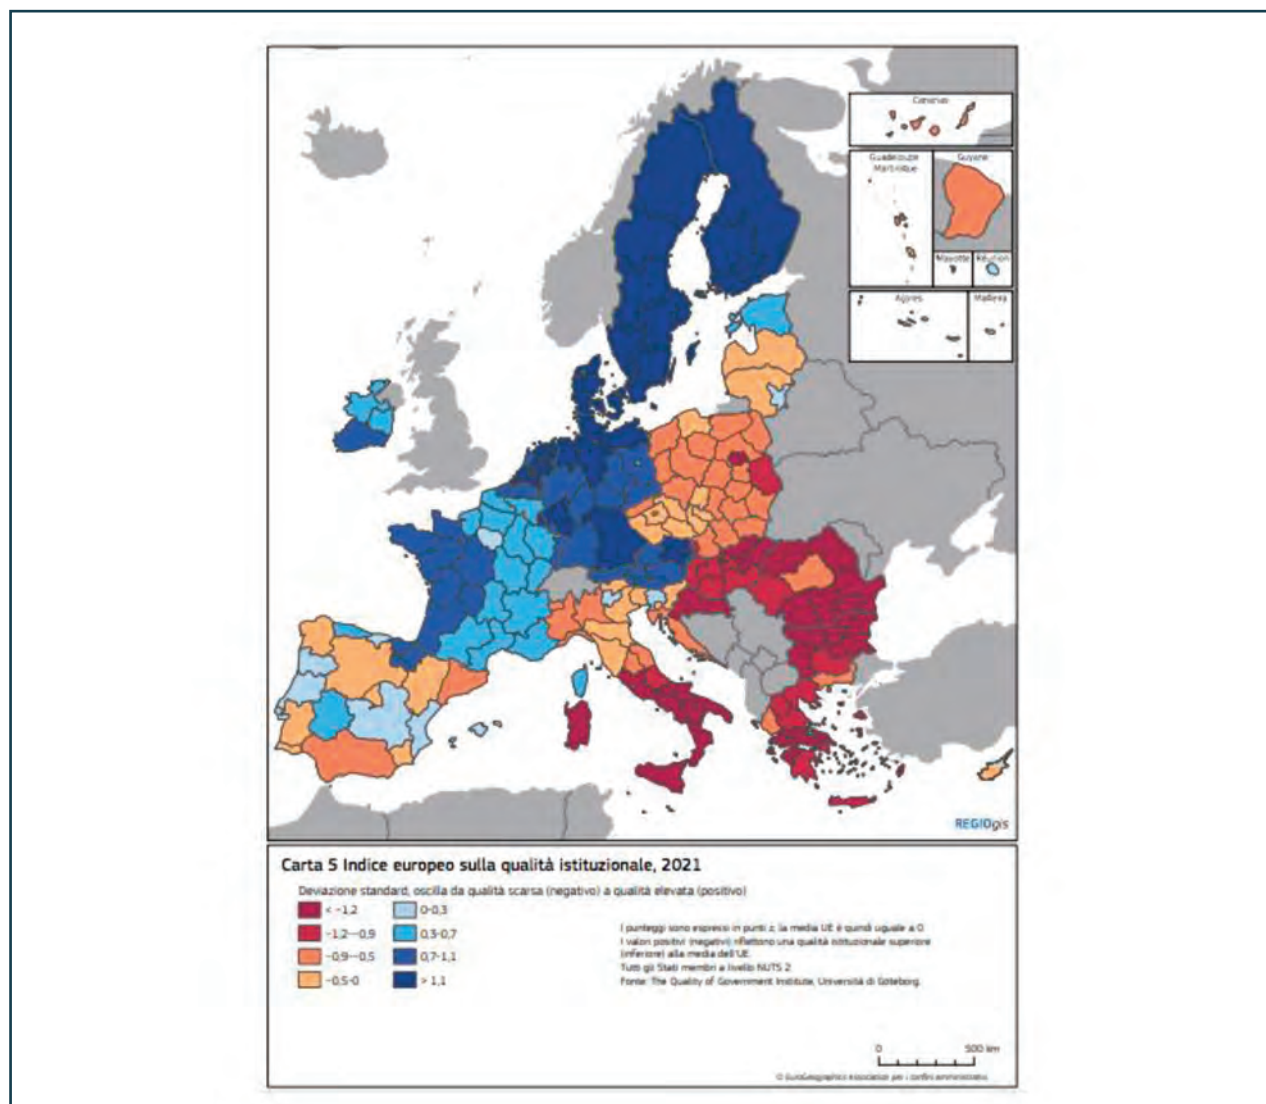 Canarias
Guadeloupe
Martinique
Guyane
Mayotte
Réunion
Açores
Madeira
REGIOgis
Carta 5 Indice europeo sulla qualità istituzionale, 2021
Deviazione standard, oscilla da qualità scarsa (negativo) a qualità elevata (positivo)
< −1,2
0-0,3
−1,2−-0,9
0,3-0,7
−0,9−-0,5
0,7-1,1
−0,5-0
> 1,1
I punteggi sono espressi in punti z, la media UE è quindi uguale a 0
I valori positivi (negativi) riflettono una qualità istituzionale superiore
(inferiore) alla media dell'UE.
Tutti gli Stati membri a livello NUTS 2
Fonte: The Quality of Government Institute, Università di Göteborg.
0
500 km
© EuroGeographics Association per i confini amministrativi